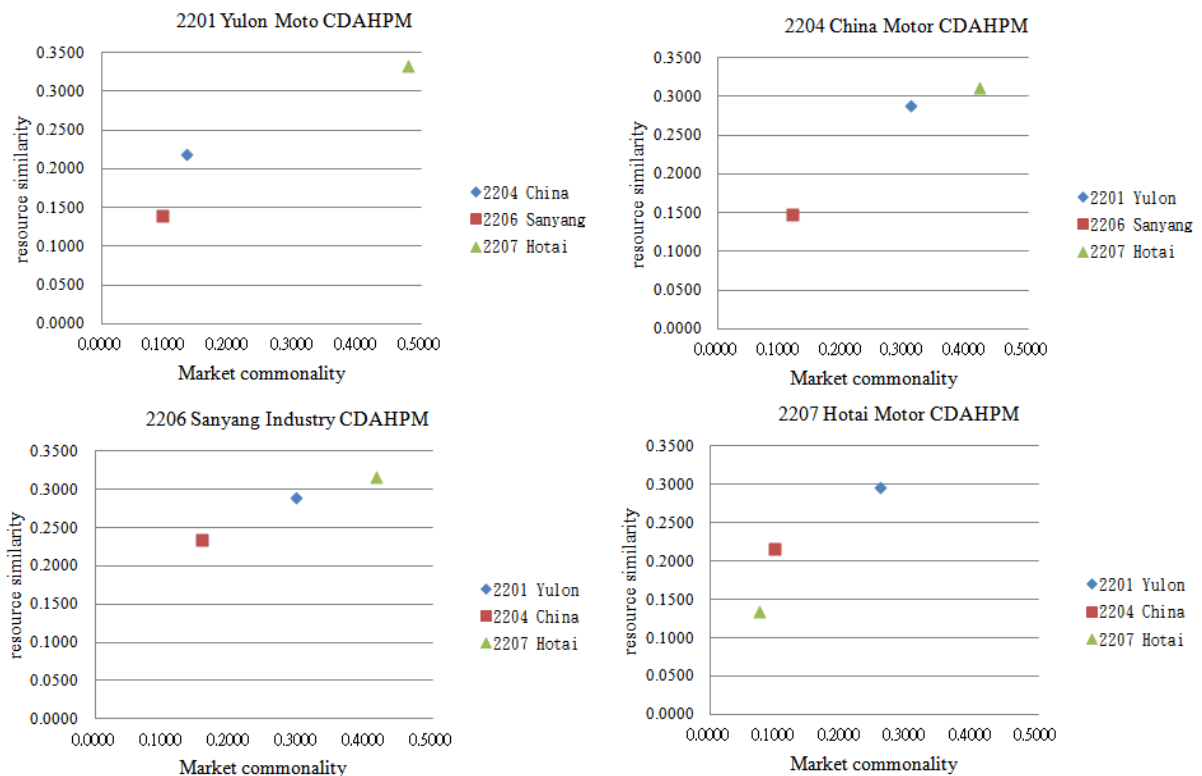 2201 Yulon Moto CDAHPM
0.3500
0.3000
0.2500
0.2000
0.1500
0.1000
0.0500
0.0000
resource similarity
0.0000 0.1000 0.2000 0.3000 0.4000 0.5000
Market commonality
2204 China
2206 Sanyang
2207 Hotai
2204 China Motor CDAHPM
0.3500
0.3000
0.2500
0.2000
0.1500
0.1000
0.0500
0.0000
resource similarity
0.0000 0.1000 0.2000 0.3000 0.4000 0.5000
Market commonality
2201 Yulon
2206 Sanyang
2207 Hotai
2206 Sanyang Industry CDAHPM
0.3500
0.3000
0.2500
0.2000
0.1500
0.1000
0.0500
0.0000
resource similarity
0.0000 0.1000 0.2000 0.3000 0.4000 0.5000
Market commonality
2201 Yulon
2204 China
2207 Hotai
2207 Hotai Motor CDAHPM
0.3500
0.3000
0.2500
0.2000
0.1500
0.1000
0.0500
0.0000
resource similarity
0.0000 0.1000 0.2000 0.3000 0.4000 0.5000
Market commonality
2201 Yulon
2204 China
2207 Hotai